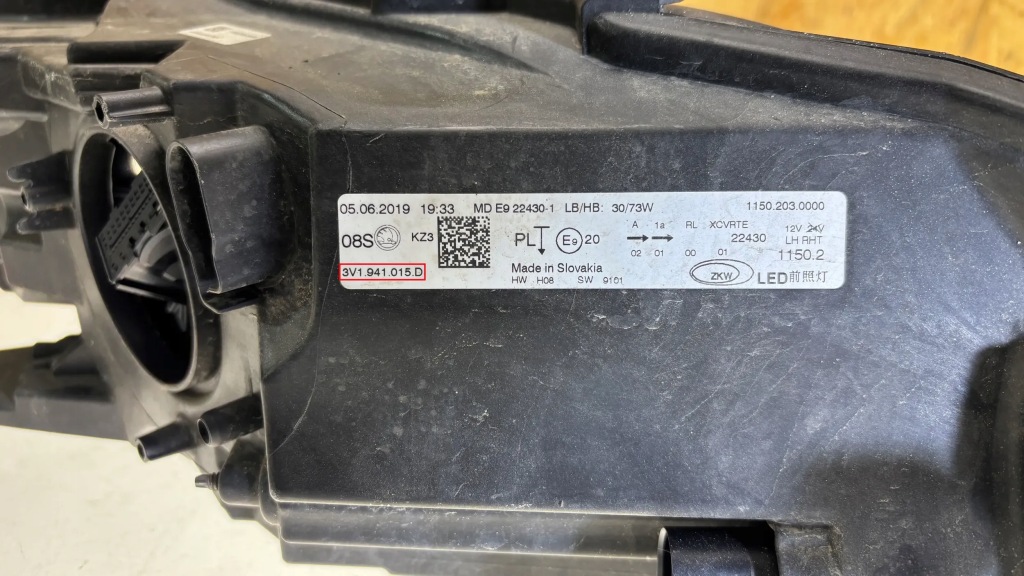 05.06.2019 19:33 MD E9 22430-1 LB/HB: 30/73W 1150.203.0000
A 1a RL XCVRTE 12V
08S KZ3 PL E9 20 22430 LH RHT
02 01 00 01 1150.2
3V1.941.015.D Made in Slovakia
HW H08 SW 9101 ZKW LED前照灯